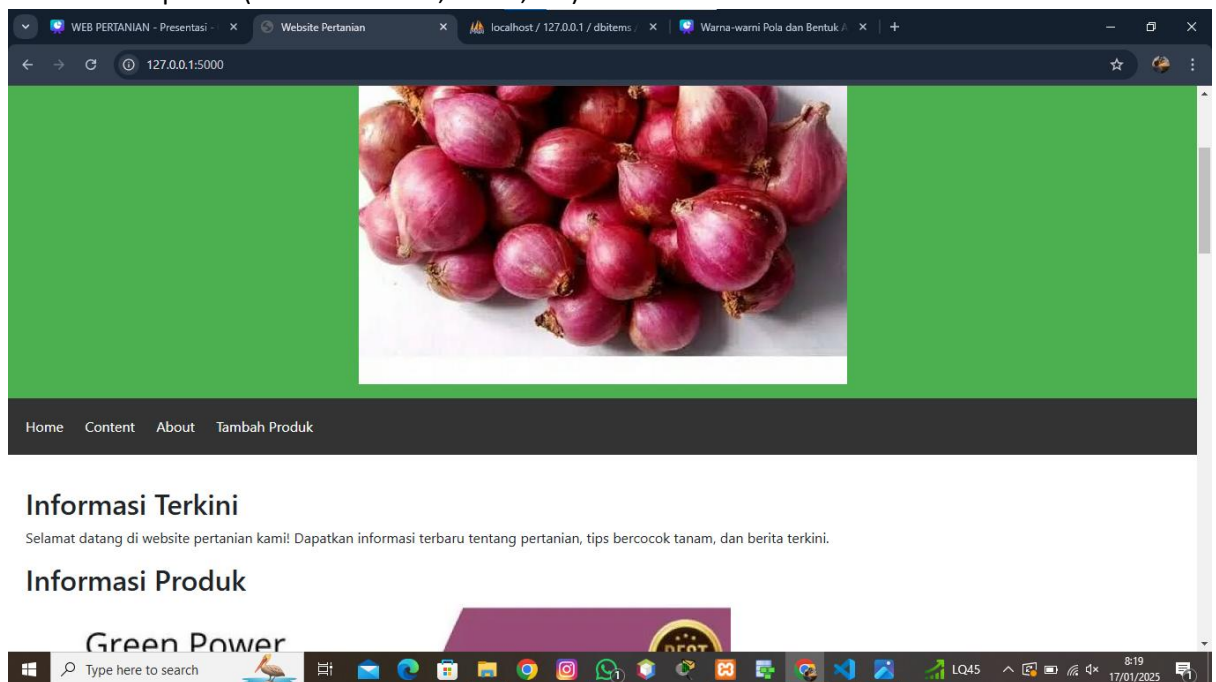 WEB PERTANIAN - Presentasi -
Website Pertanian
localhost / 127.0.0.1 / dbitems /
Warna-warni Pola dan Bentuk A
127.0.0.1:5000
Home Content About Tambah Produk
Informasi Terkini
Selamat datang di website pertanian kami! Dapatkan informasi terbaru tentang pertanian, tips bercocok tanam, dan berita terkini.
Informasi Produk
Green Power
BEST
Type here to search
LQ45
8:19
17/01/2025